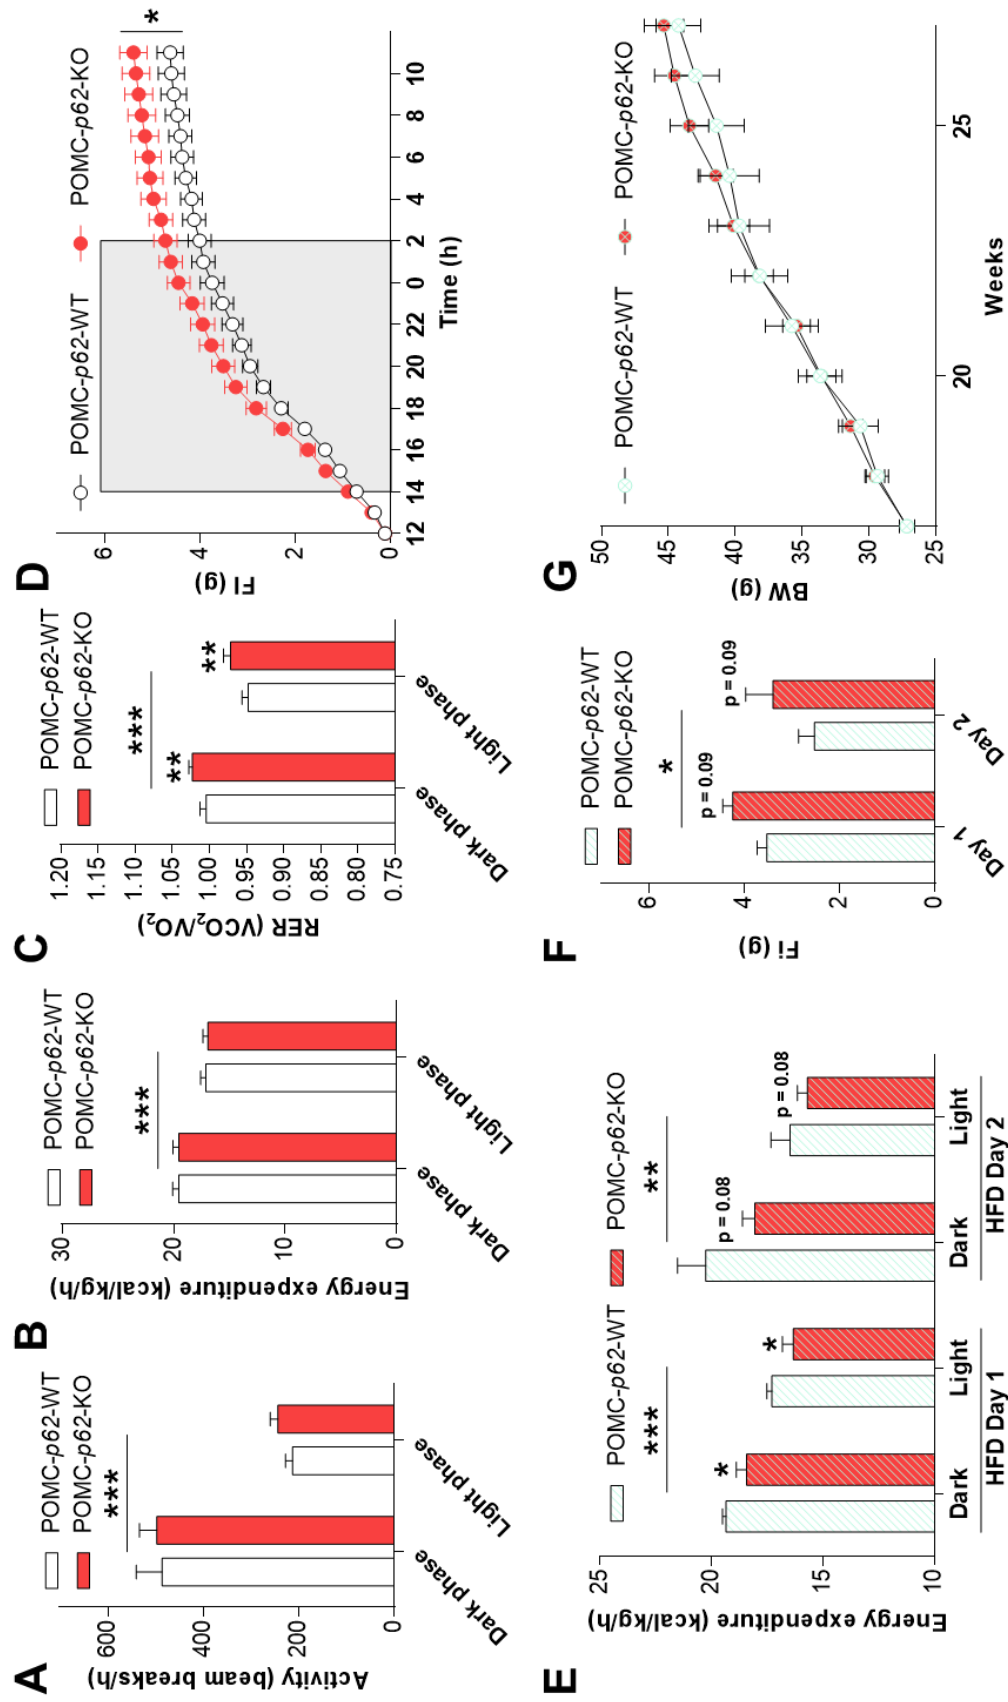 A
Activity (beam breaks/h)
600
400
200
0
POMC-p62-WT
POMC-p62-KO
***
Dark phase
Light phase
B
Energy expenditure (kcal/kg/h)
30
20
10
0
POMC-p62-WT
POMC-p62-KO
***
Dark phase
Light phase
C
RER (VCO2/VO2)
1.20
1.15
1.10
1.05
1.00
0.95
0.90
0.85
0.80
0.75
POMC-p62-WT
POMC-p62-KO
***
**
**
Dark phase
Light phase
D
FI (g)
6
4
2
0
POMC-p62-WT
POMC-p62-KO
*
12 14 16 18 20 22 0 2 4 6 8 10
Time (h)
E
Energy expenditure (kcal/kg/h)
25
20
15
10
POMC-p62-WT
POMC-p62-KO
***
**
*
*
p = 0.08
p = 0.08
Dark Light Dark Light
HFD Day 1 HFD Day 2
F
Fi (g)
6
4
2
0
POMC-p62-WT
POMC-p62-KO
*
p = 0.09
p = 0.09
Day 1
Day 2
G
BW (g)
50
45
40
35
30
25
POMC-p62-WT
POMC-p62-KO
20 25
Weeks